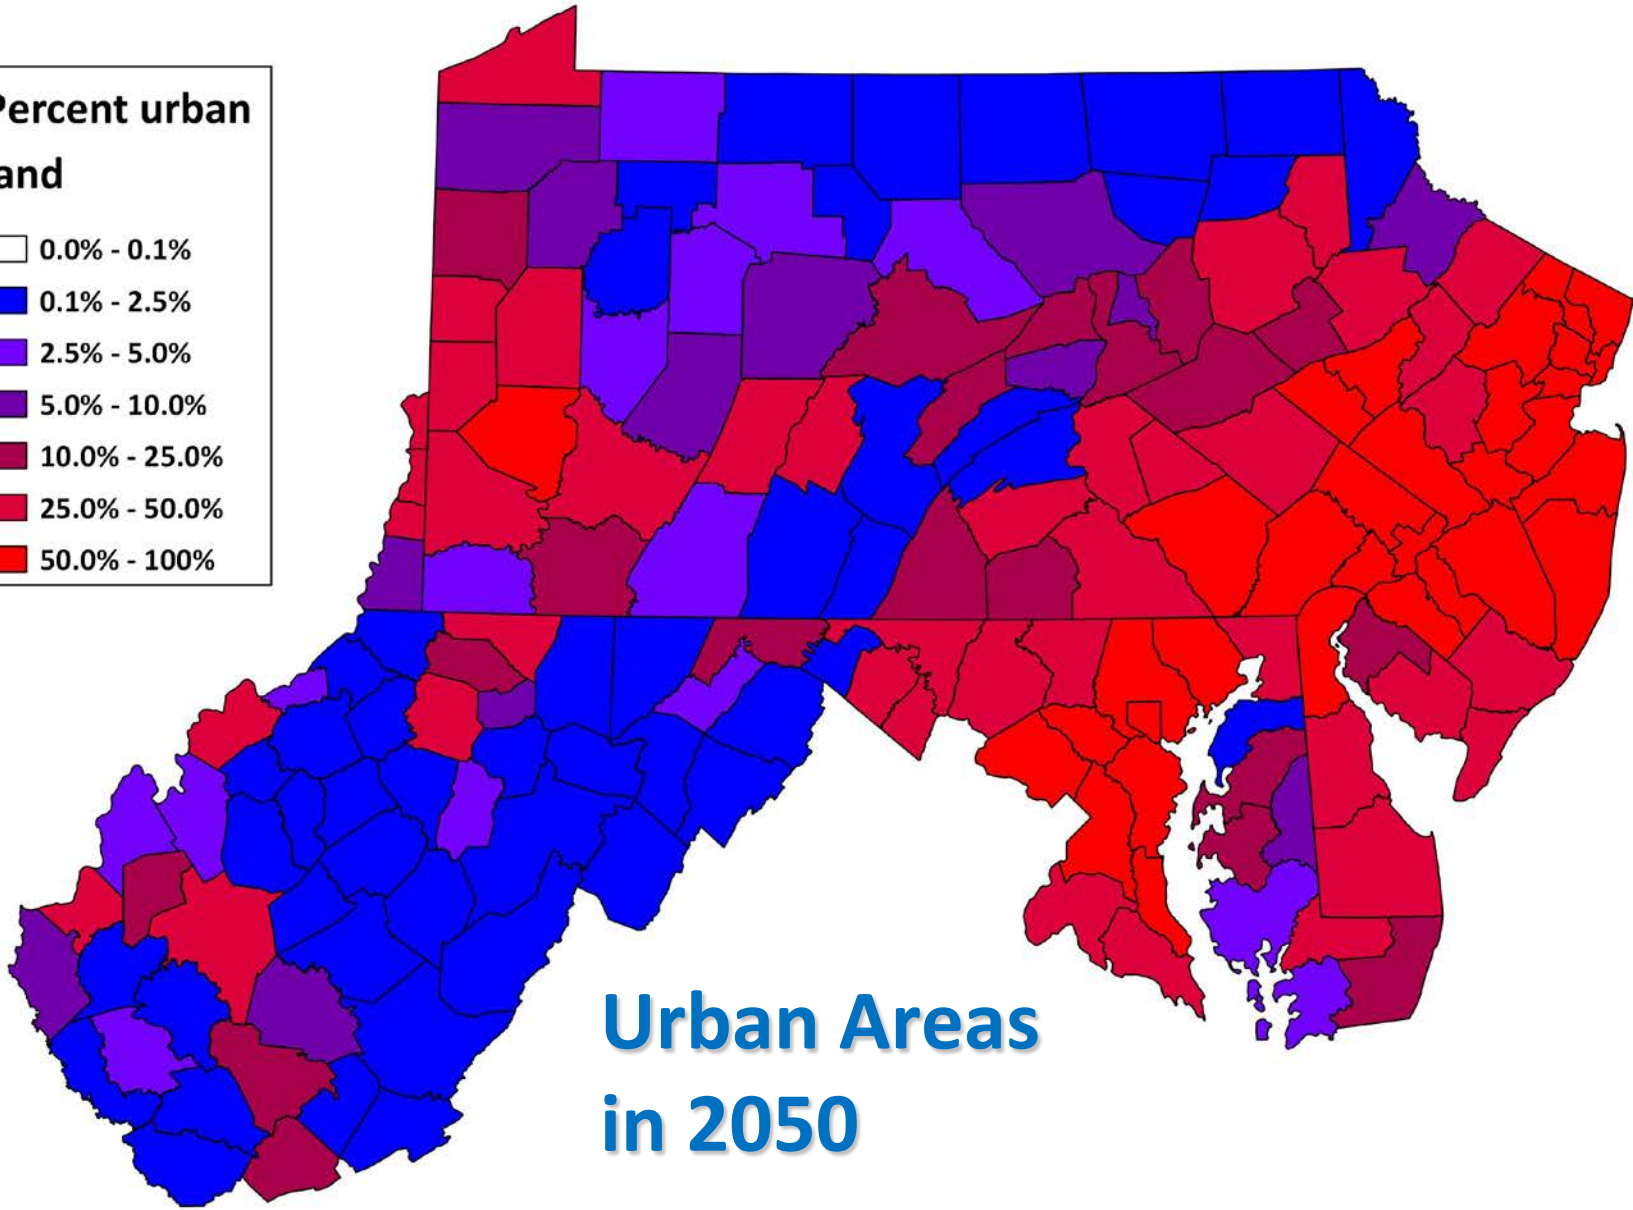 Percent urban
land
0.0% - 0.1%
0.1% - 2.5%
2.5% - 5.0%
5.0% - 10.0%
10.0% - 25.0%
25.0% - 50.0%
50.0% - 100%
Urban Areas
in 2050